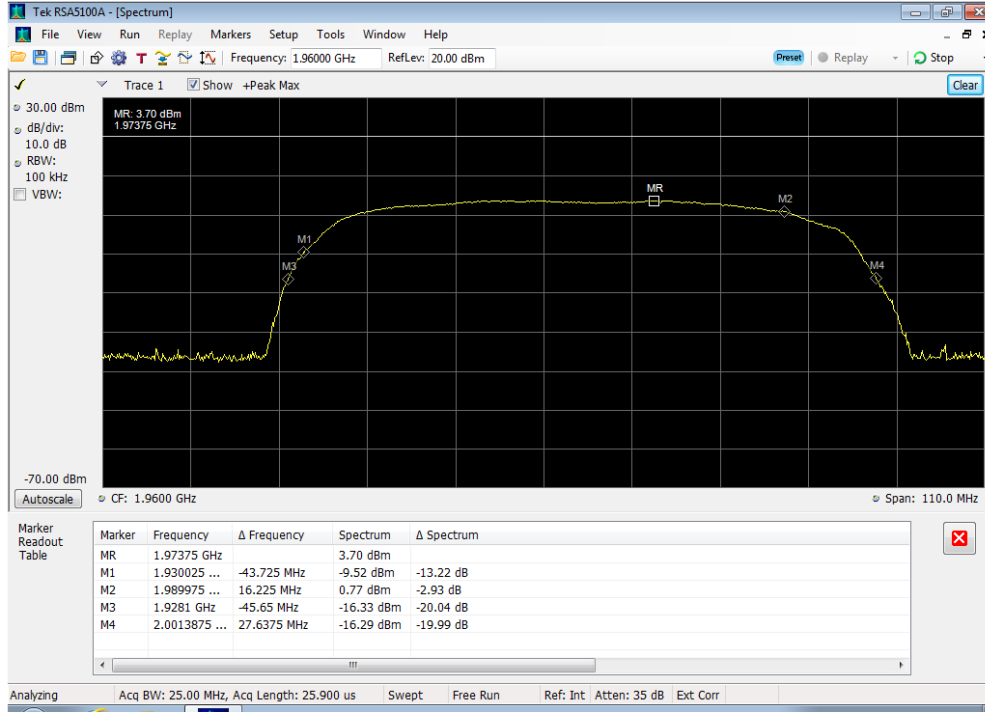 Tek RSA5100A - [Spectrum]
File View Run Replay Markers Setup Tools Window Help
T Frequency: 1.96000 GHz RefLev: 20.00 dBm Preset Replay Stop
Trace 1 Show +Peak Max Clear
30.00 dBm
dB/div:
10.0 dB
RBW:
100 kHz
VBW:
MR: 3.70 dBm
1.97375 GHz
MR
M2
M1
M3
M4
-70.00 dBm
Autoscale CF: 1.9600 GHz Span: 110.0 MHz
Marker
Readout
Table
Marker Frequency Δ Frequency Spectrum Δ Spectrum
MR 1.97375 GHz 3.70 dBm
M1 1.930025 ... -43.725 MHz -9.52 dBm -13.22 dB
M2 1.989975 ... 16.225 MHz 0.77 dBm -2.93 dB
M3 1.9281 GHz -45.65 MHz -16.33 dBm -20.04 dB
M4 2.0013875 ... 27.6375 MHz -16.29 dBm -19.99 dB
Analyzing Acq BW: 25.00 MHz, Acq Length: 25.900 us Swept Free Run Ref: Int Atten: 35 dB Ext Corr